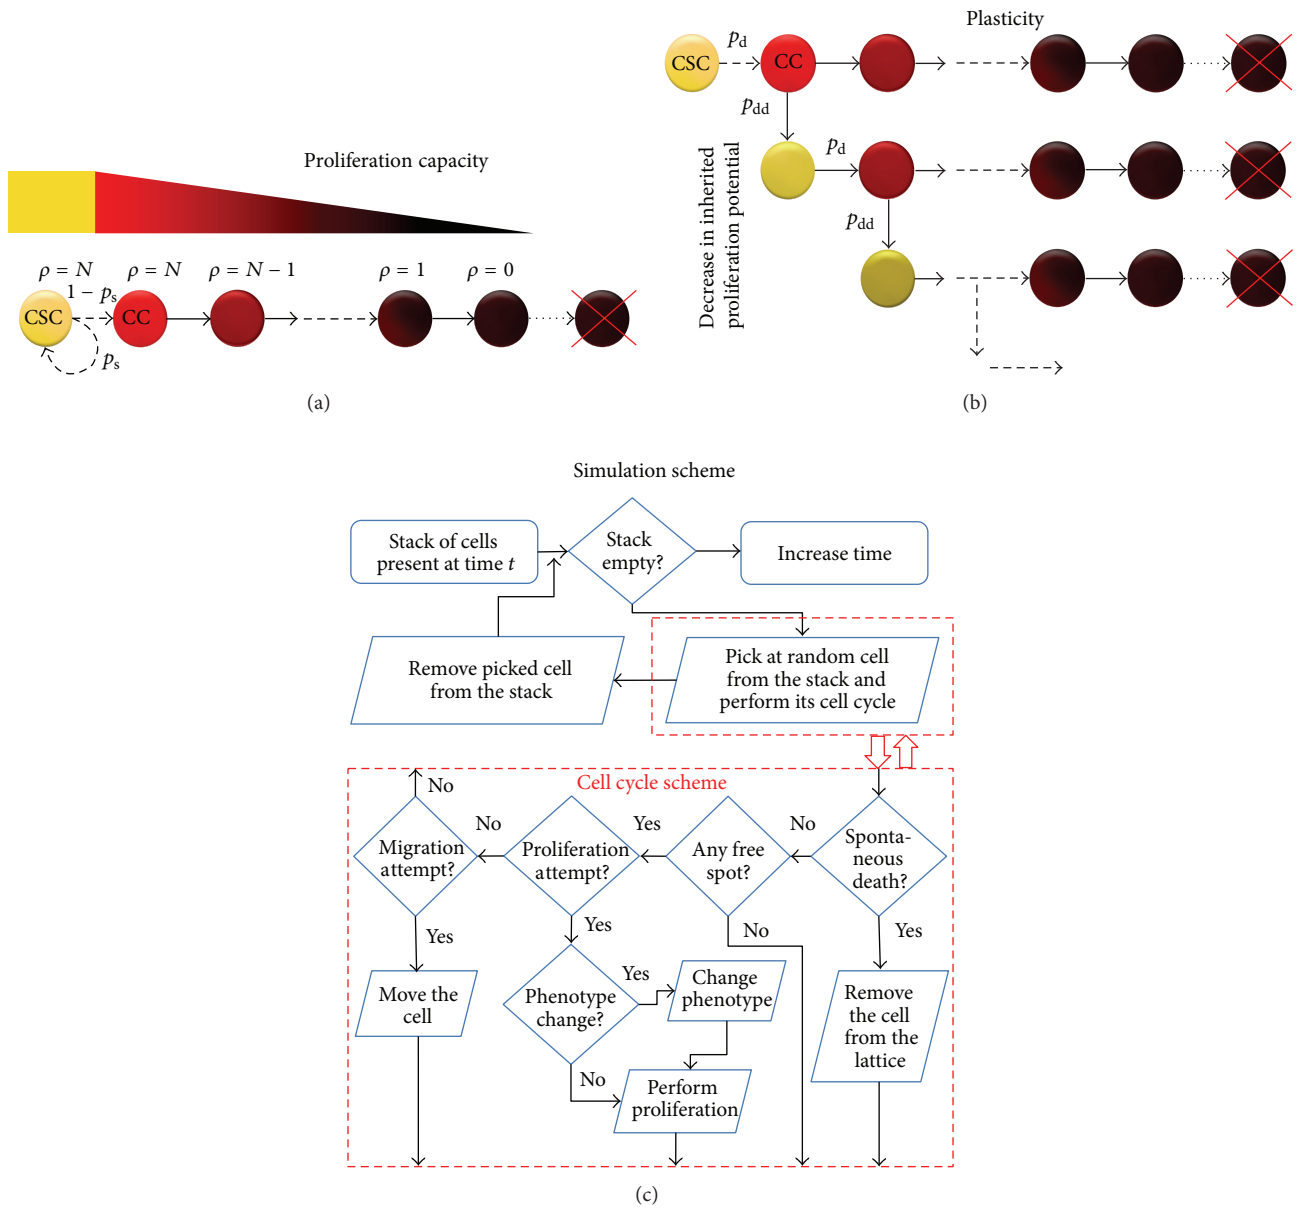 Proliferation capacity
ρ = N
ρ = N
ρ = N − 1
ρ = 1
ρ = 0
1 − pₛ
CSC
CC
pₛ
(a)
Plasticity
p_d
CSC
CC
p_dd
p_d
p_dd
Decrease in inherited
proliferation potential
(b)
Simulation scheme
Stack of cells
present at time t
Stack
empty?
Increase time
Remove picked cell
from the stack
Pick at random cell
from the stack and
perform its cell cycle
Cell cycle scheme
No
Migration
attempt?
No
Proliferation
attempt?
Yes
Any free
spot?
No
Sponta-
neous
death?
Yes
Yes
No
Yes
Move the
cell
Phenotype
change?
Yes
Change
phenotype
Remove
the cell
from the
lattice
No
Perform
proliferation
(c)